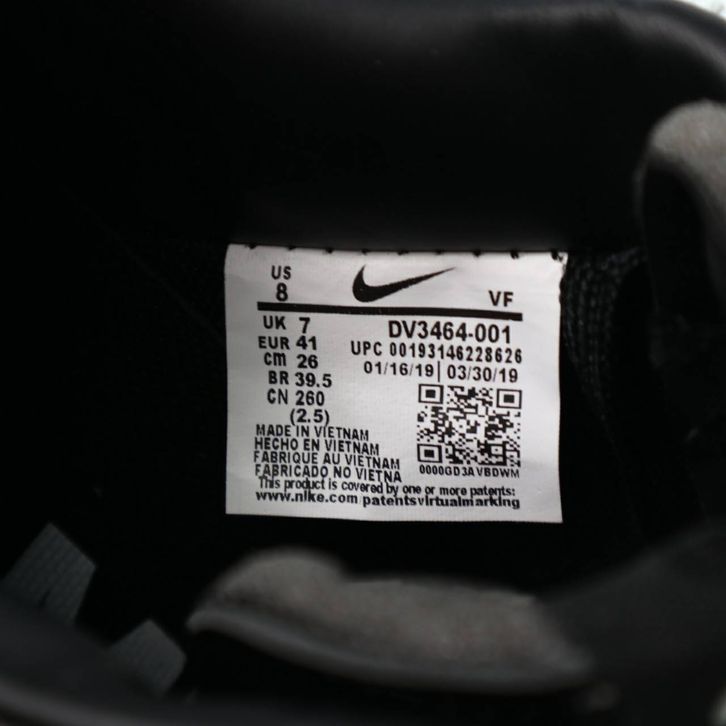 US
8
VF
UK 7
EUR 41
cm 26
BR 39.5
CN 260
(2.5)
DV3464-001
UPC 00193146228626
01/16/19| 03/30/19
0000GD3AVBDWM
MADE IN VIETNAM
HECHO EN VIETNAM
FABRIQUE AU VIETNAM
FABRICADO NO VIETNA
This product is covered by one or more patents:
www.nike.com patentsvirtualmarking